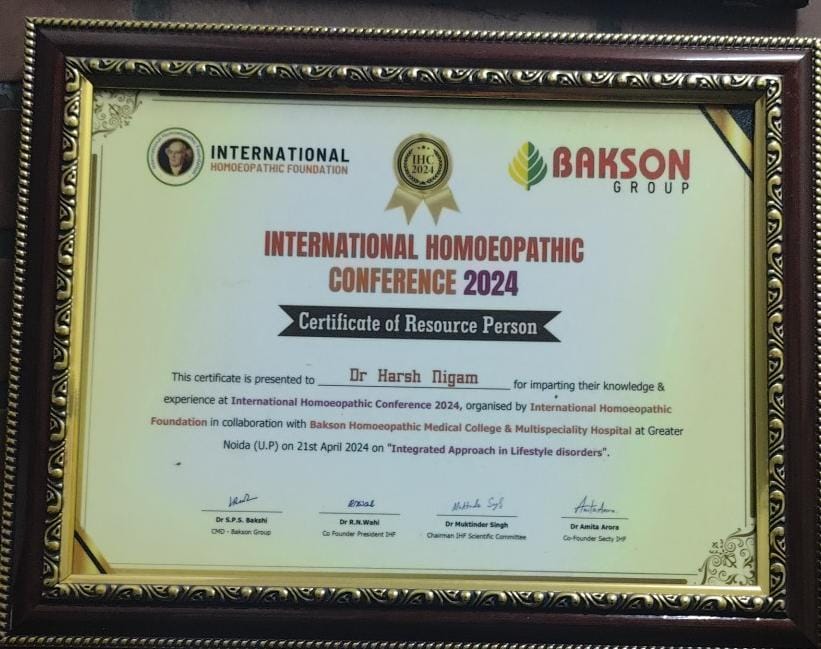 INTERNATIONAL
HOMOEOPATHIC FOUNDATION
IHC
2024
BAKSON
GROUP
INTERNATIONAL HOMOEOPATHIC
CONFERENCE 2024
Certificate of Resource Person
This certificate is presented to Dr Harsh Nigam for imparting their knowledge &
experience at International Homoeopathic Conference 2024, organised by International Homoeopathic
Foundation in collaboration with Bakson Homoeopathic Medical College & Multispeciality Hospital at Greater
Noida (U.P) on 21st April 2024 on "Integrated Approach in Lifestyle disorders".
Muktinder Singh
Amita Arora
Dr S.P.S. Bakshi
CMD - Bakson Group
Dr R.N.Wahi
Co Founder President IHF
Dr Muktinder Singh
Chairman IHF Scientific Committee
Dr Amita Arora
Co-Founder Secty IHF